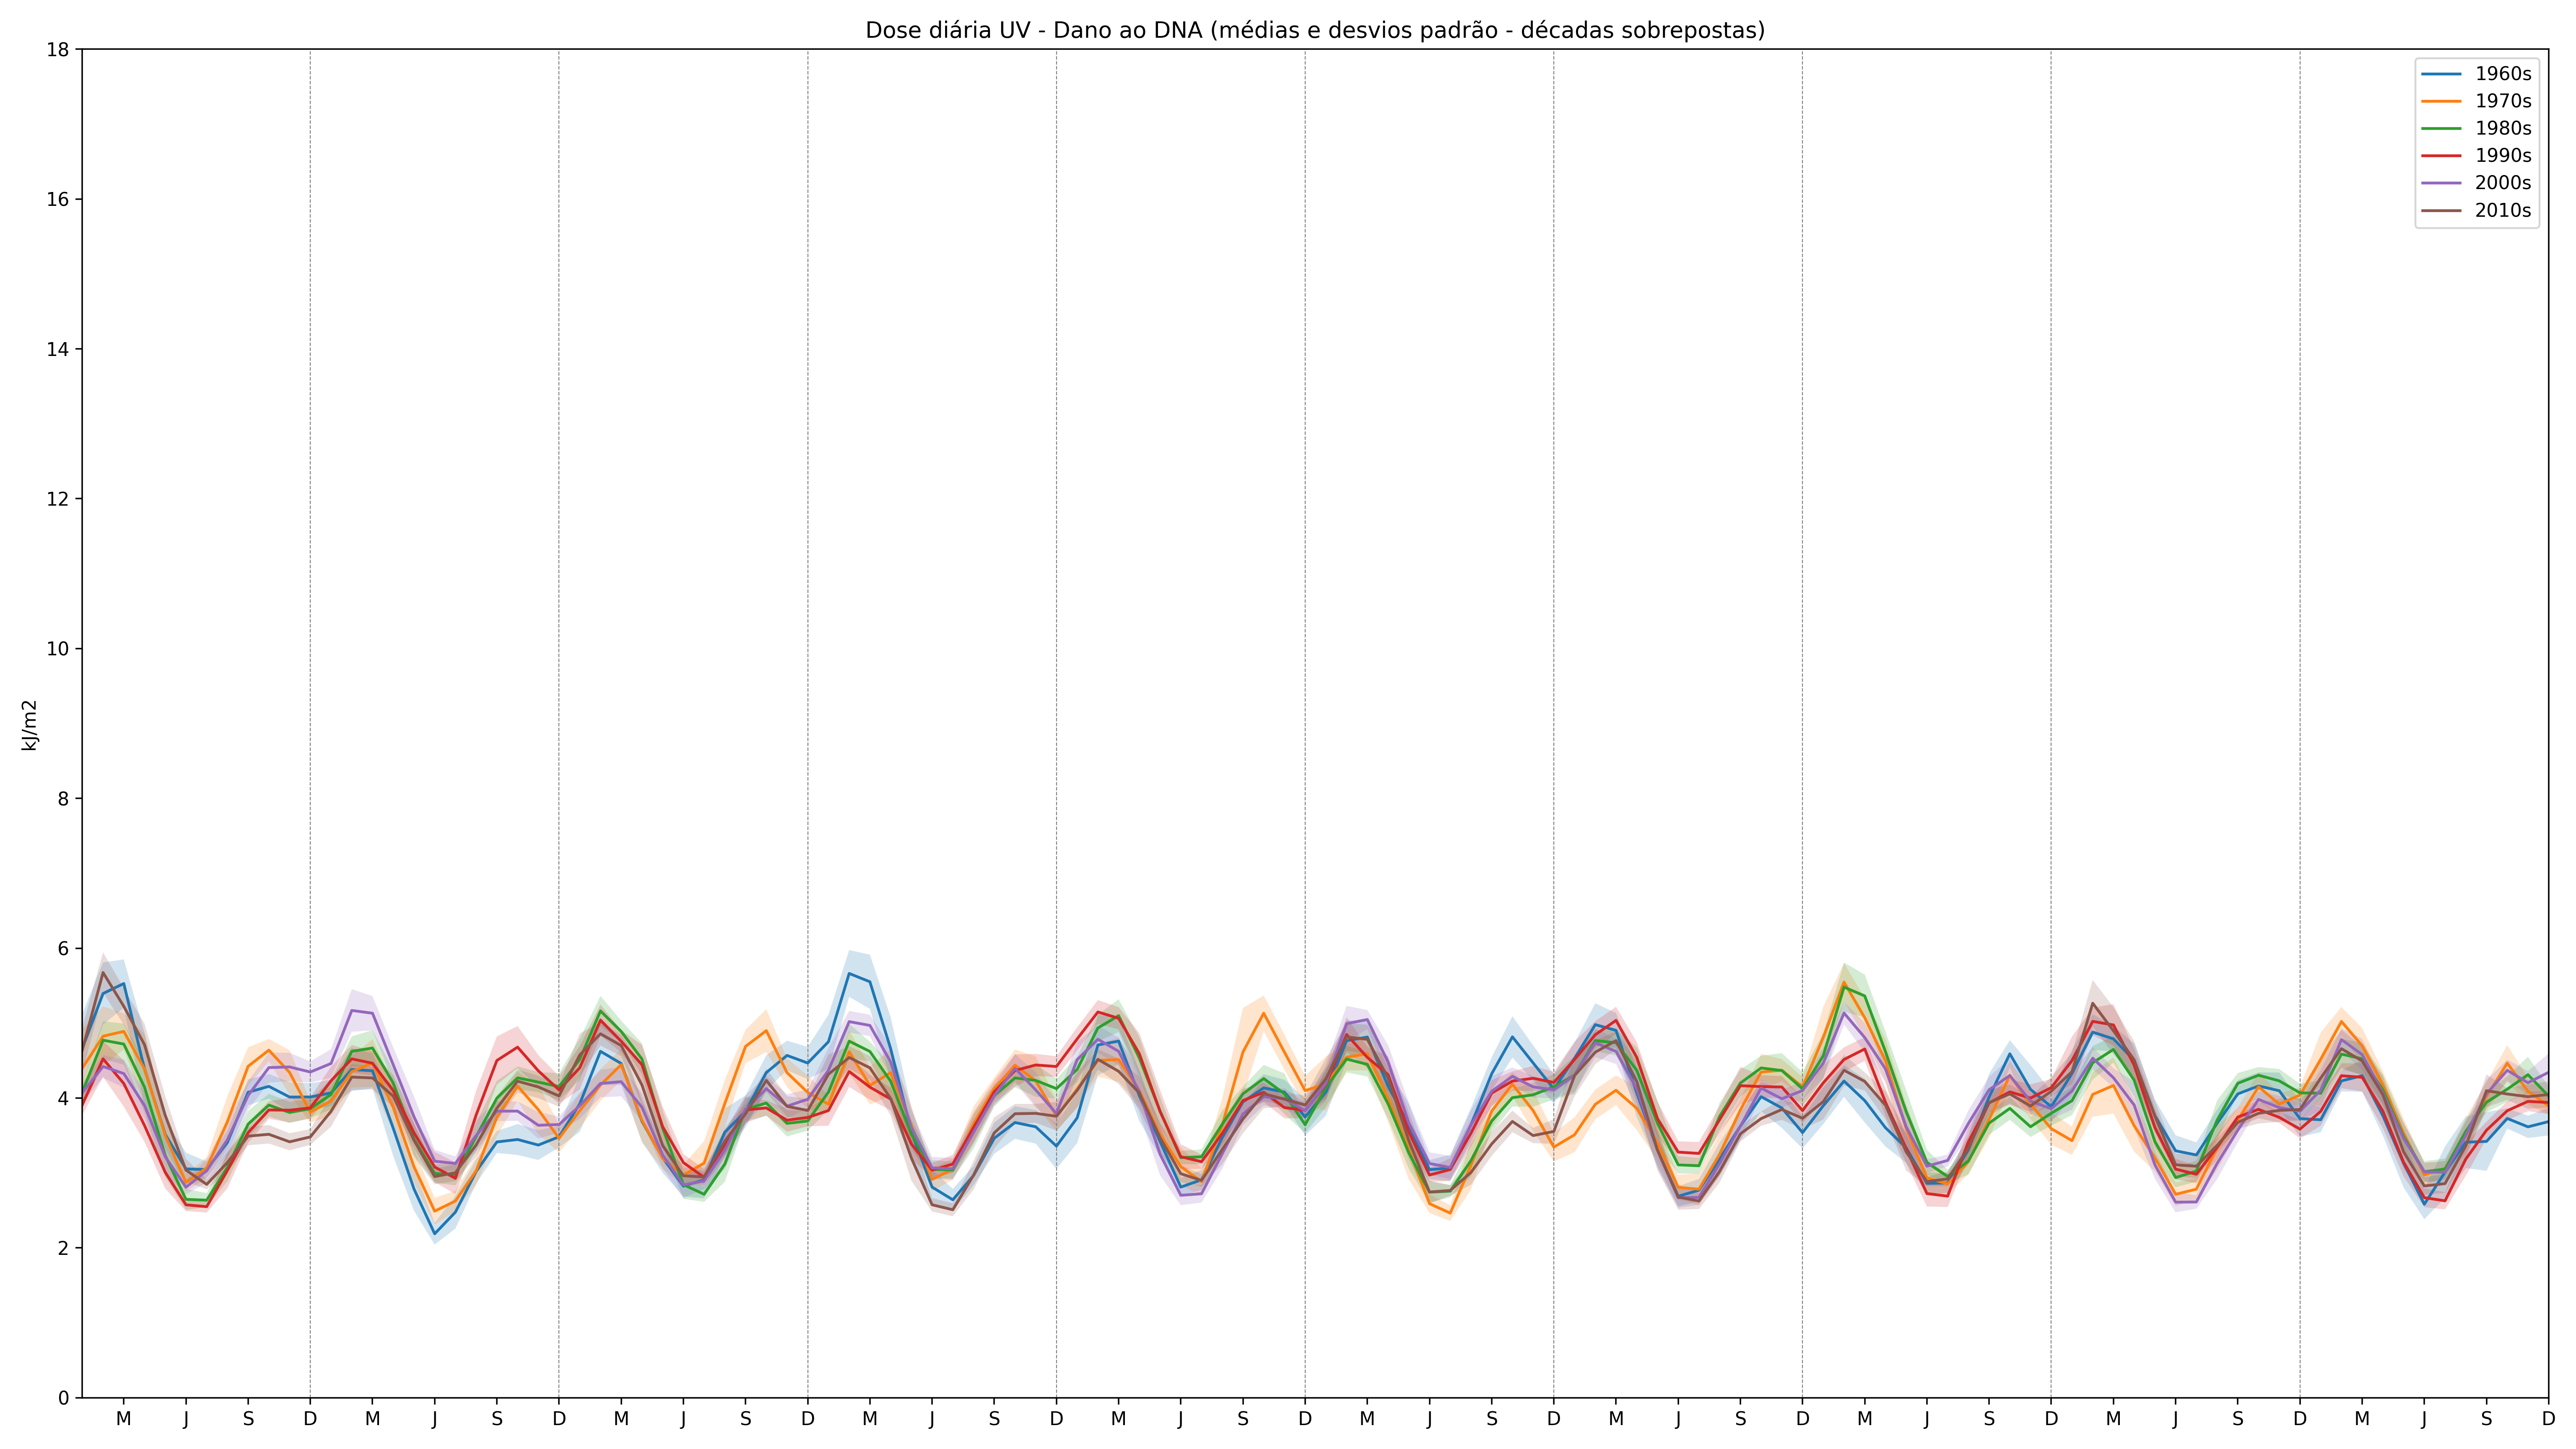 Dose diária UV - Dano ao DNA (médias e desvios padrão - décadas sobrepostas)
18
16
14
12
10
8
6
4
2
0
kJ/m2
1960s
1970s
1980s
1990s
2000s
2010s
M J S D M J S D M J S D M J S D M J S D M J S D M J S D M J S D M J S D M J S D